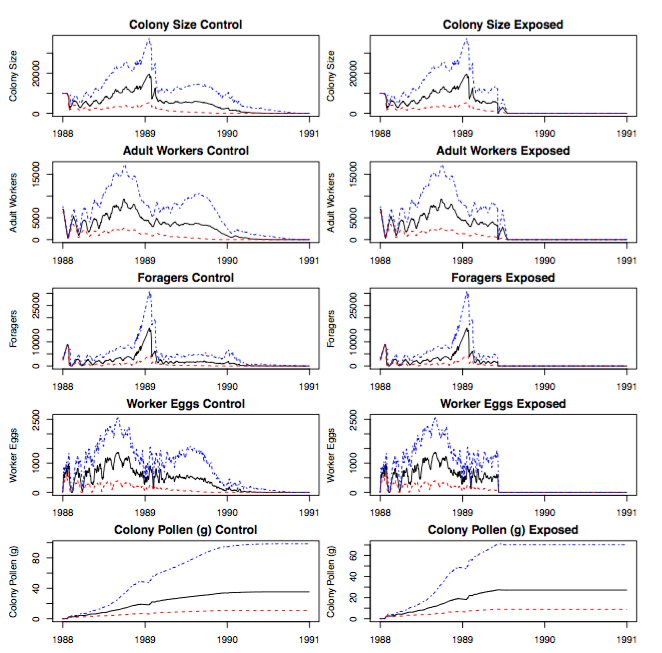 Colony Size Control
Colony Size
0 20000
1988 1989 1990 1991
Colony Size Exposed
Colony Size
0 20000
1988 1989 1990 1991
Adult Workers Control
Adult Workers
0 5000 15000
1988 1989 1990 1991
Adult Workers Exposed
Adult Workers
0 5000 15000
1988 1989 1990 1991
Foragers Control
Foragers
0 10000 25000
1988 1989 1990 1991
Foragers Exposed
Foragers
0 10000 25000
1988 1989 1990 1991
Worker Eggs Control
Worker Eggs
0 1000 2500
1988 1989 1990 1991
Worker Eggs Exposed
Worker Eggs
0 1000 2500
1988 1989 1990 1991
Colony Pollen (g) Control
Colony Pollen (g)
0 40 80
1988 1989 1990 1991
Colony Pollen (g) Exposed
Colony Pollen (g)
0 20 40 60
1988 1989 1990 1991